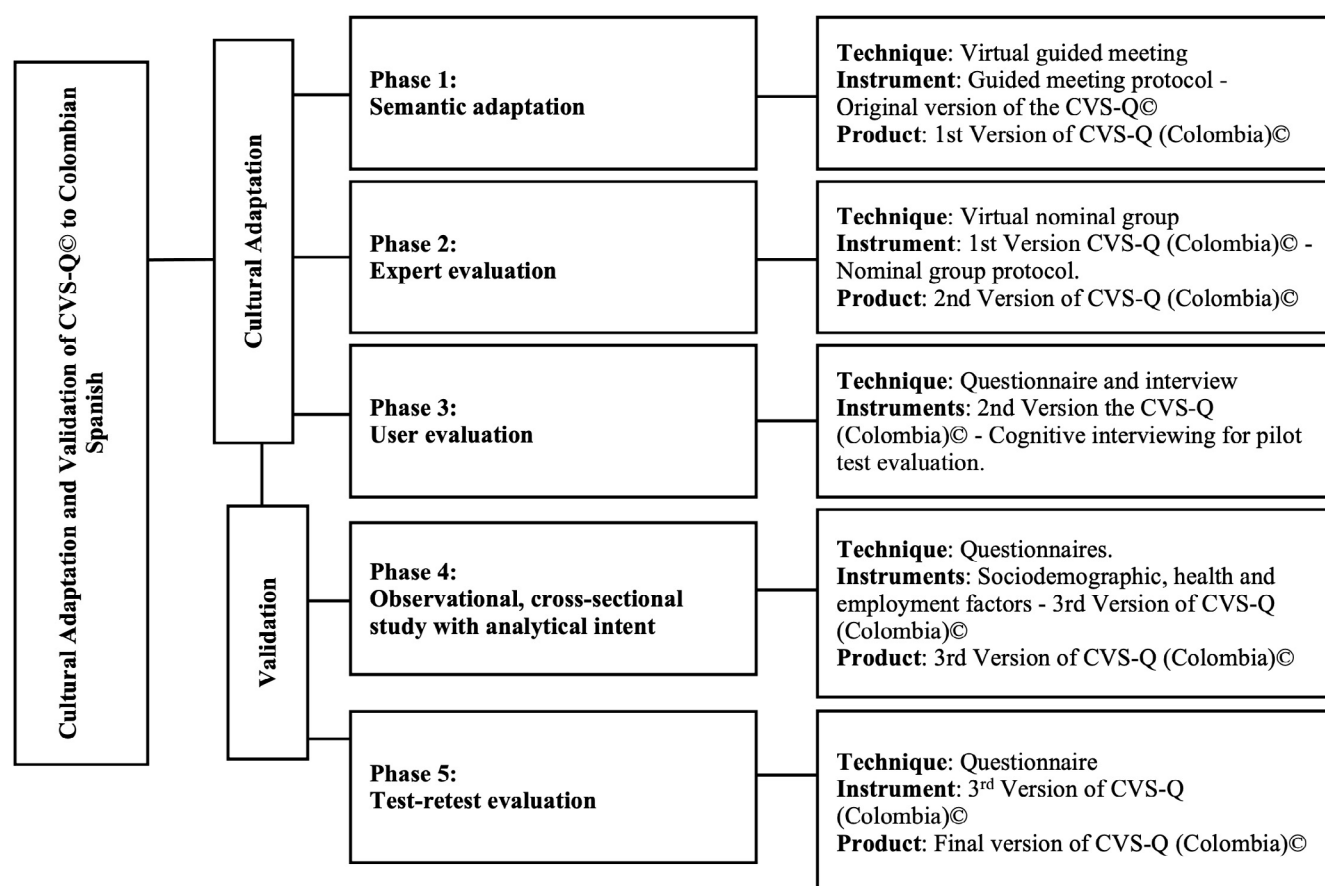 Cultural Adaptation and Validation of CVS-Q© to Colombian
Spanish
Cultural Adaptation
Phase 1:
Semantic adaptation
Technique: Virtual guided meeting
Instrument: Guided meeting protocol -
Original version of the CVS-Q©
Product: 1st Version of CVS-Q (Colombia)©
Phase 2:
Expert evaluation
Technique: Virtual nominal group
Instrument: 1st Version CVS-Q (Colombia)© -
Nominal group protocol.
Product: 2nd Version of CVS-Q (Colombia)©
Phase 3:
User evaluation
Technique: Questionnaire and interview
Instruments: 2nd Version the CVS-Q
(Colombia)© - Cognitive interviewing for pilot
test evaluation.
Validation
Phase 4:
Observational, cross-sectional
study with analytical intent
Technique: Questionnaires.
Instruments: Sociodemographic, health and
employment factors - 3rd Version of CVS-Q
(Colombia)©
Product: 3rd Version of CVS-Q (Colombia)©
Phase 5:
Test-retest evaluation
Technique: Questionnaire
Instrument: 3rd Version of CVS-Q
(Colombia)©
Product: Final version of CVS-Q (Colombia)©